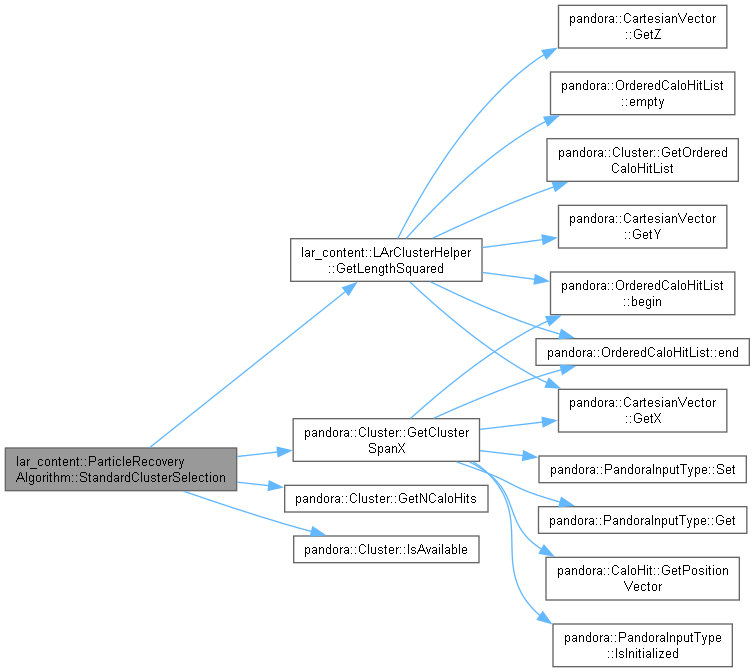 pandora::CartesianVector
::GetZ
pandora::OrderedCaloHitList
::empty
pandora::Cluster::GetOrdered
CaloHitList
lar_content::LArClusterHelper
::GetLengthSquared
pandora::CartesianVector
::GetY
pandora::OrderedCaloHitList
::begin
pandora::OrderedCaloHitList::end
pandora::CartesianVector
::GetX
pandora::Cluster::GetCluster
SpanX
lar_content::ParticleRecovery
Algorithm::StandardClusterSelection
pandora::PandoraInputType::Set
pandora::Cluster::GetNCaloHits
pandora::PandoraInputType::Get
pandora::Cluster::IsAvailable
pandora::CaloHit::GetPosition
Vector
pandora::PandoraInputType
::IsInitialized